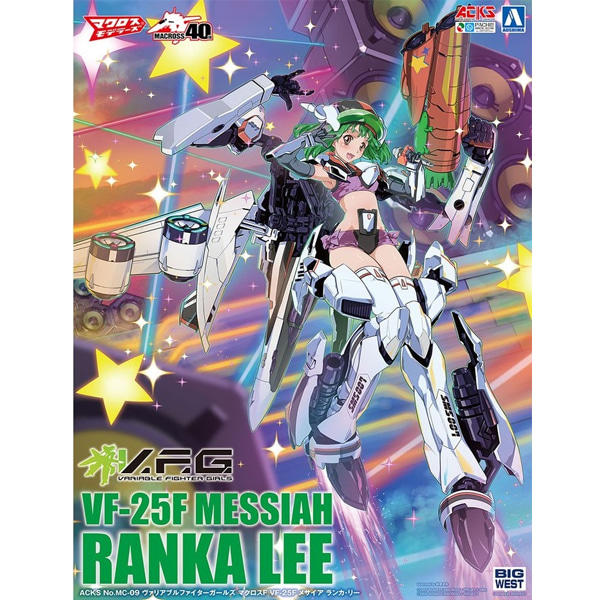 マクロス
モデラーズ
MACROSS 40th
ACKS
AOSHIMA
SMS007
SMS007
V.F.G
VARIABLE FIGHTER GIRLS
VF-25F MESSIAH
RANKA LEE
BIG
WEST
ACKS No.MC-09 ヴァリアブルファイターガールズ マクロスF VF-25F メサイア ランカ・リー